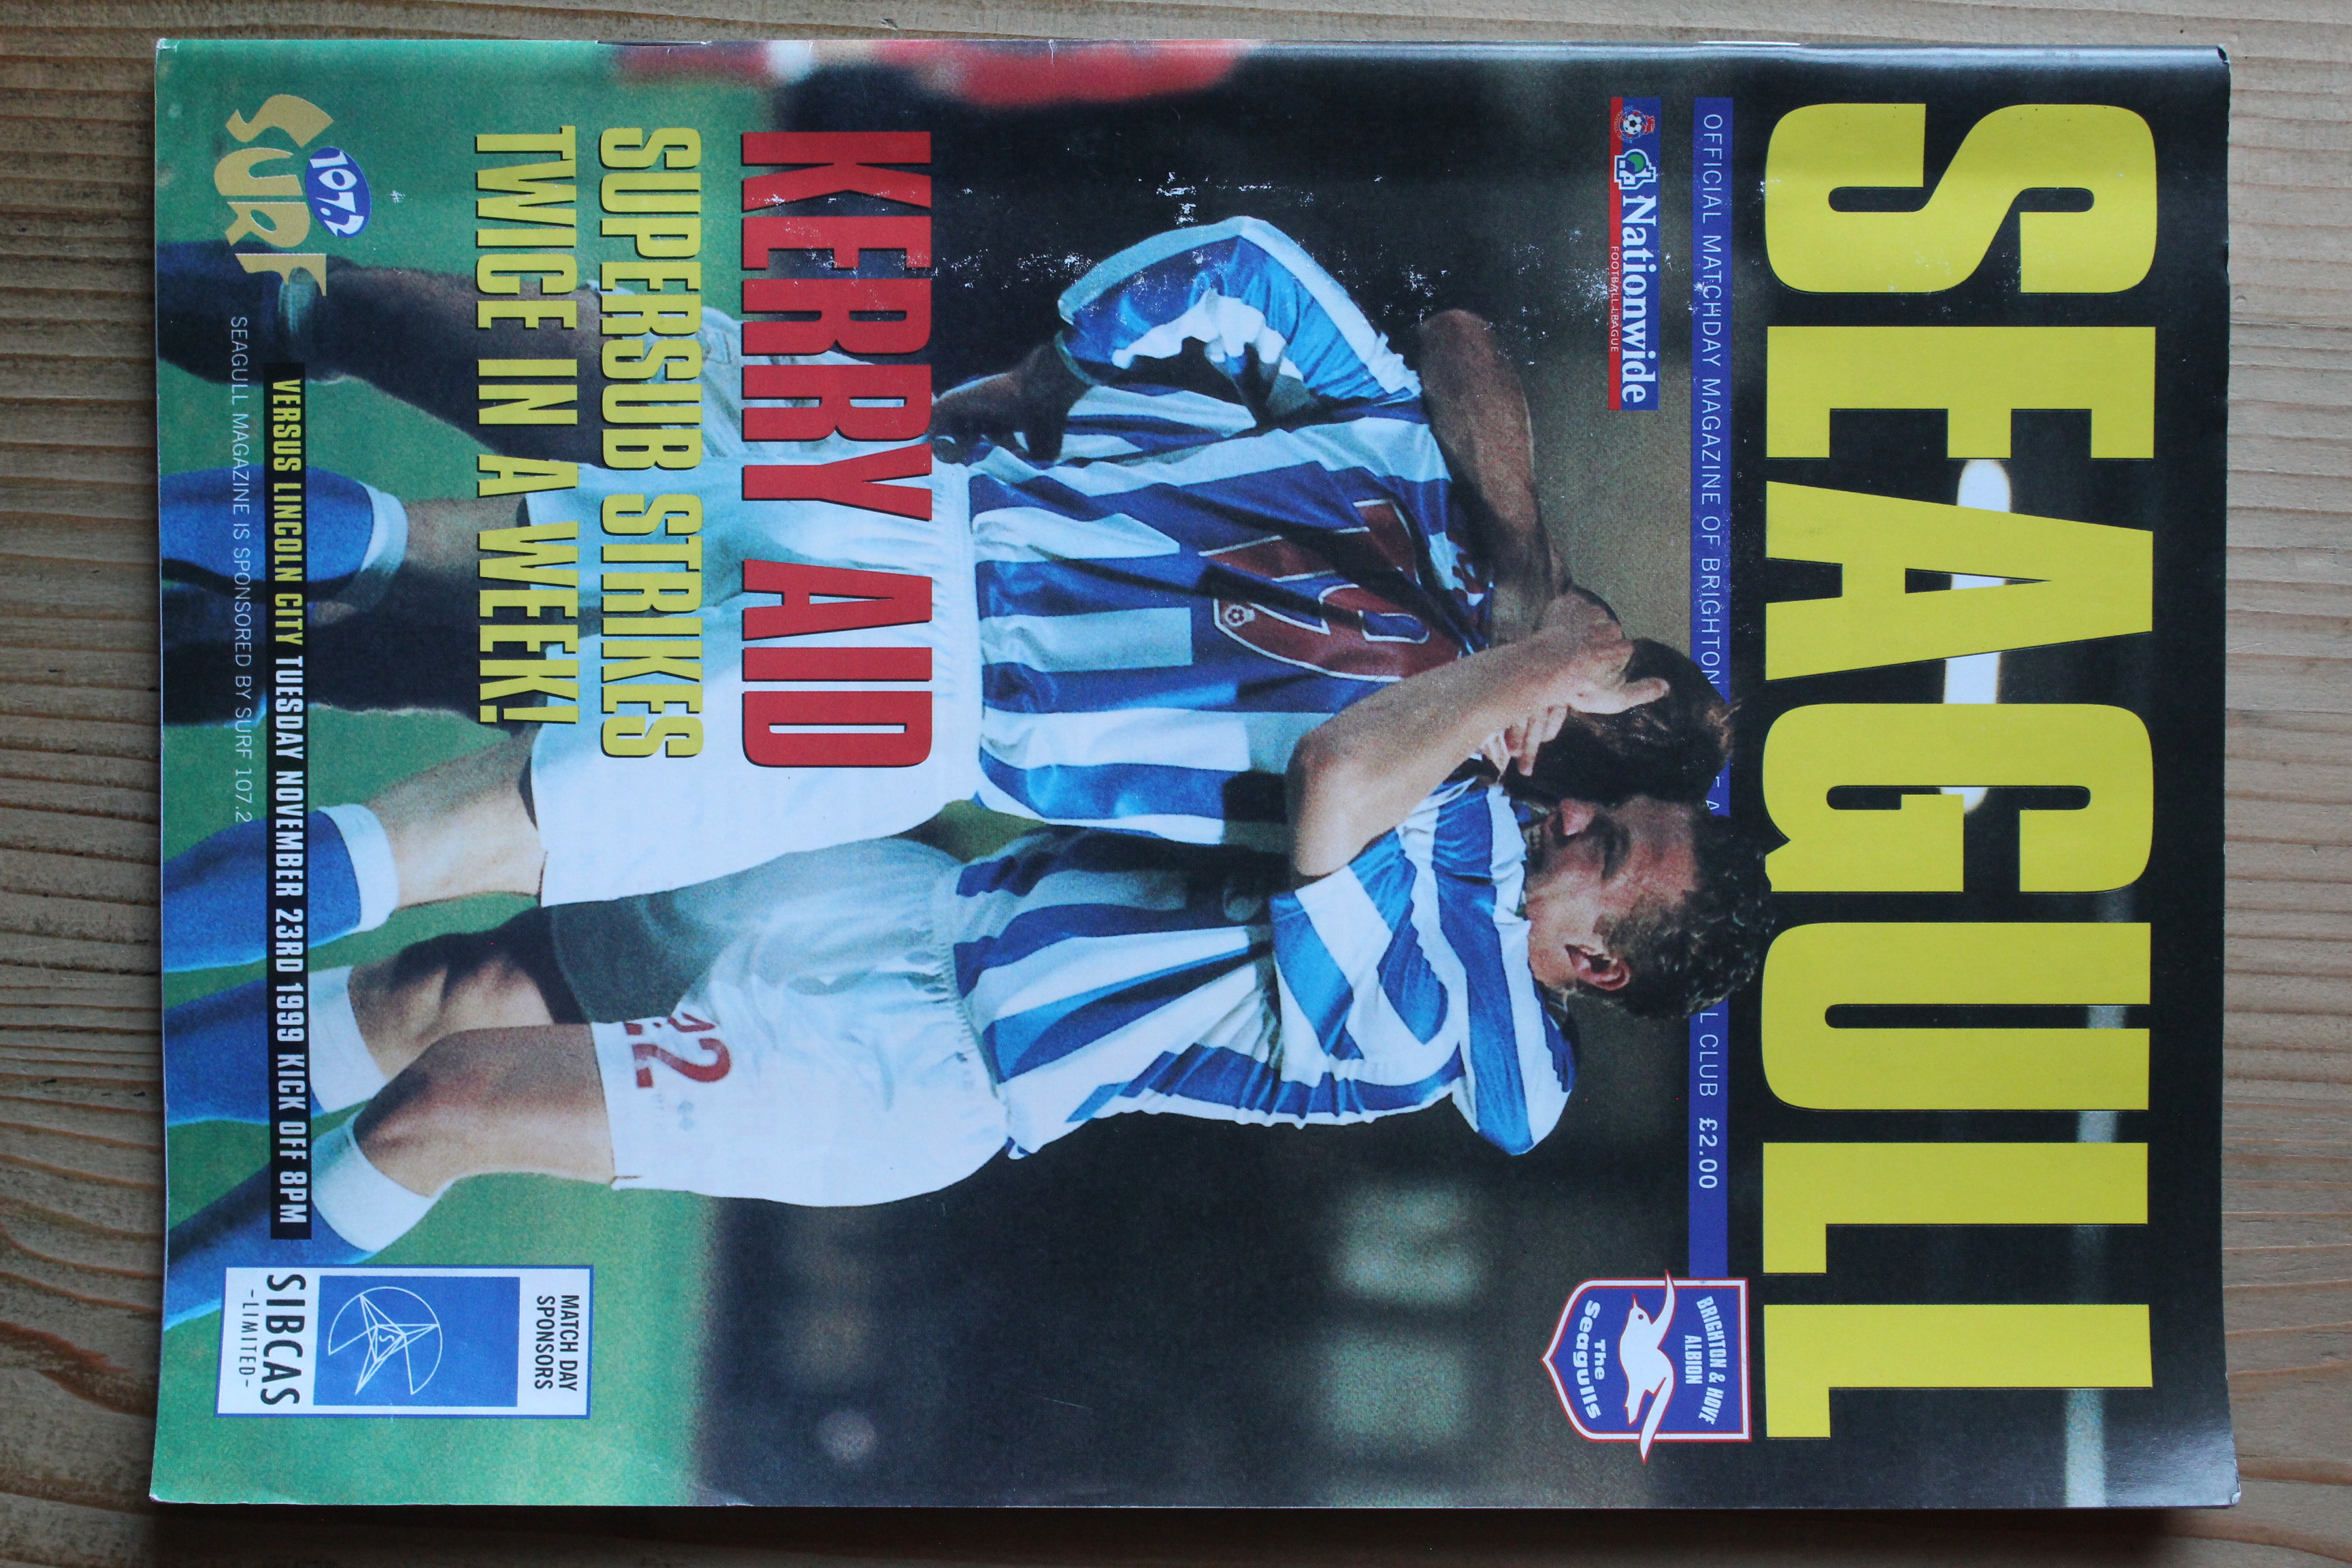 SEAGULL
OFFICIAL MATCHDAY MAGAZINE OF BRIGHTON L CLUB £2.00
Nationwide
FOOTBALL LEAGUE
BRIGHTON & HOVE
ALBION
The
Seagulls
KERRY AID
SUPERSUB STRIKES
TWICE IN A WEEK!
22
107.2
SURF
VERSUS LINCOLN CITY TUESDAY NOVEMBER 23RD 1999 KICK OFF 8PM
SEAGULL MAGAZINE IS SPONSORED BY SURF 107.2
MATCH DAY
SPONSORS
SIBCAS
-LIMITED-